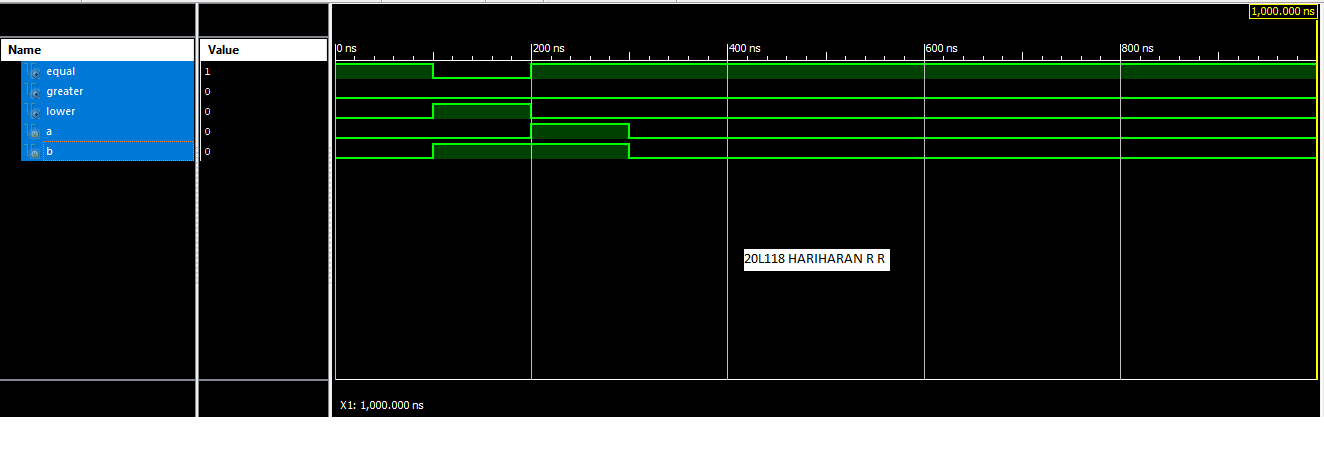 1,000.000 ns
Name Value
0 ns 200 ns 400 ns 600 ns 800 ns
equal 1
greater 0
lower 0
a 0
b 0
20L118 HARIHARAN R R
X1: 1,000.000 ns